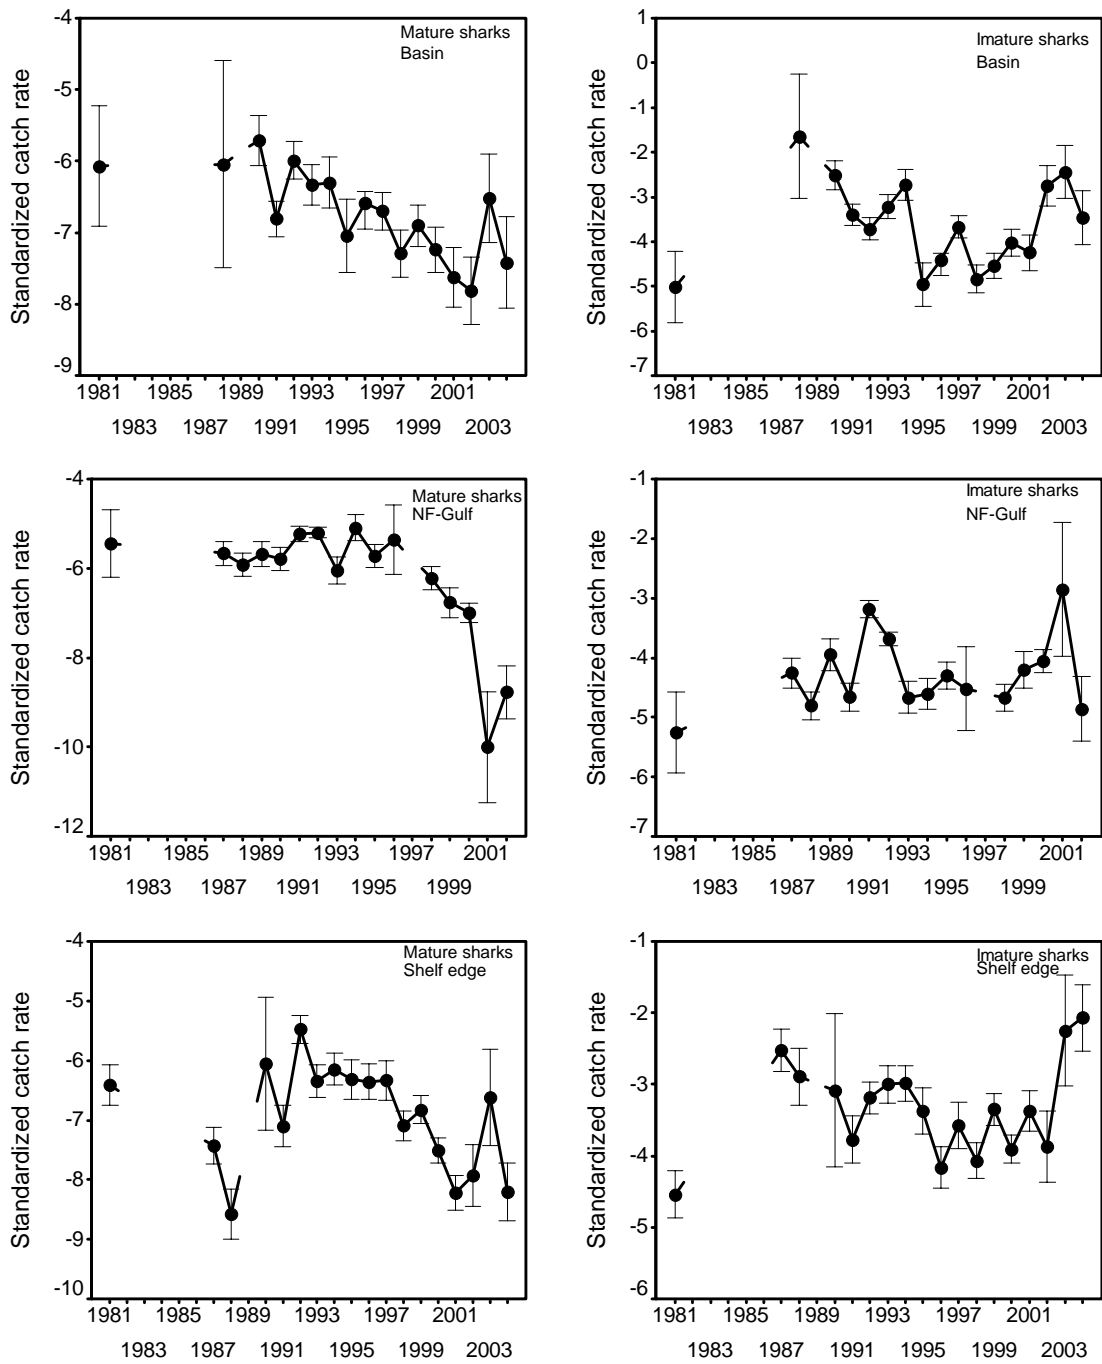 Mature sharks
Basin
Standardized catch rate
-4
-5
-6
-7
-8
-9
1981 1985 1989 1993 1997 2001
1983 1987 1991 1995 1999 2003
Imature sharks
Basin
Standardized catch rate
1
0
-1
-2
-3
-4
-5
-6
-7
1981 1985 1989 1993 1997 2001
1983 1987 1991 1995 1999 2003
Mature sharks
NF-Gulf
Standardized catch rate
-4
-6
-8
-10
-12
1981 1985 1989 1993 1997 2001
1983 1987 1991 1995 1999
Imature sharks
NF-Gulf
Standardized catch rate
-1
-2
-3
-4
-5
-6
-7
1981 1985 1989 1993 1997 2001
1983 1987 1991 1995 1999
Mature sharks
Shelf edge
Standardized catch rate
-4
-5
-6
-7
-8
-9
-10
1981 1985 1989 1993 1997 2001
1983 1987 1991 1995 1999 2003
Imature sharks
Shelf edge
Standardized catch rate
-1
-2
-3
-4
-5
-6
1981 1985 1989 1993 1997 2001
1983 1987 1991 1995 1999 2003